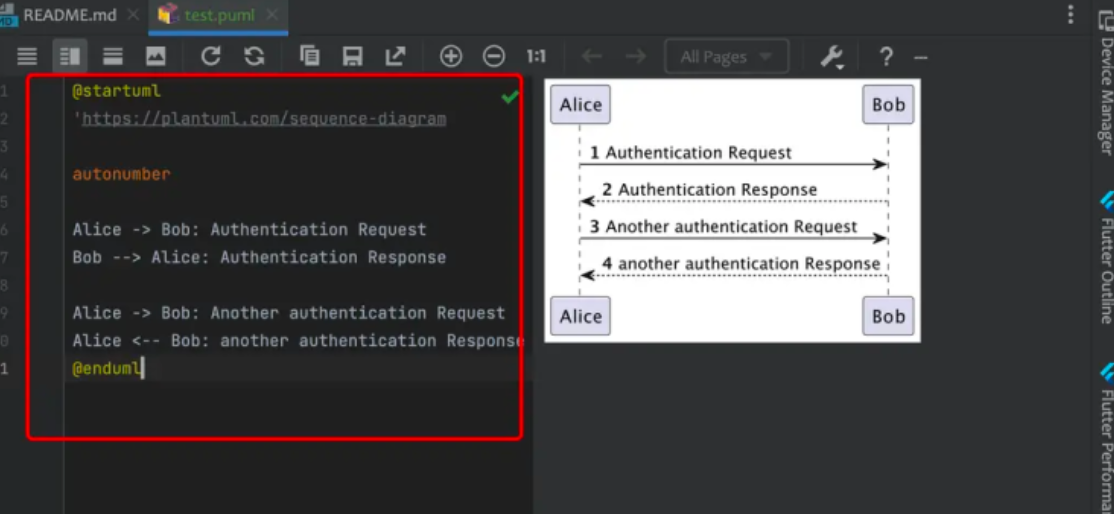 README.md
test.puml
1:1
All Pages
?
1 @startuml
2 'https://plantuml.com/sequence-diagram
3
4 autonumber
5
6 Alice -> Bob: Authentication Request
7 Bob --> Alice: Authentication Response
8
9 Alice -> Bob: Another authentication Request
0 Alice <-- Bob: another authentication Response
1 @enduml
Alice
Bob
1 Authentication Request
2 Authentication Response
3 Another authentication Request
4 another authentication Response
Alice
Bob
Device Manager
Flutter Outline
Flutter Performa